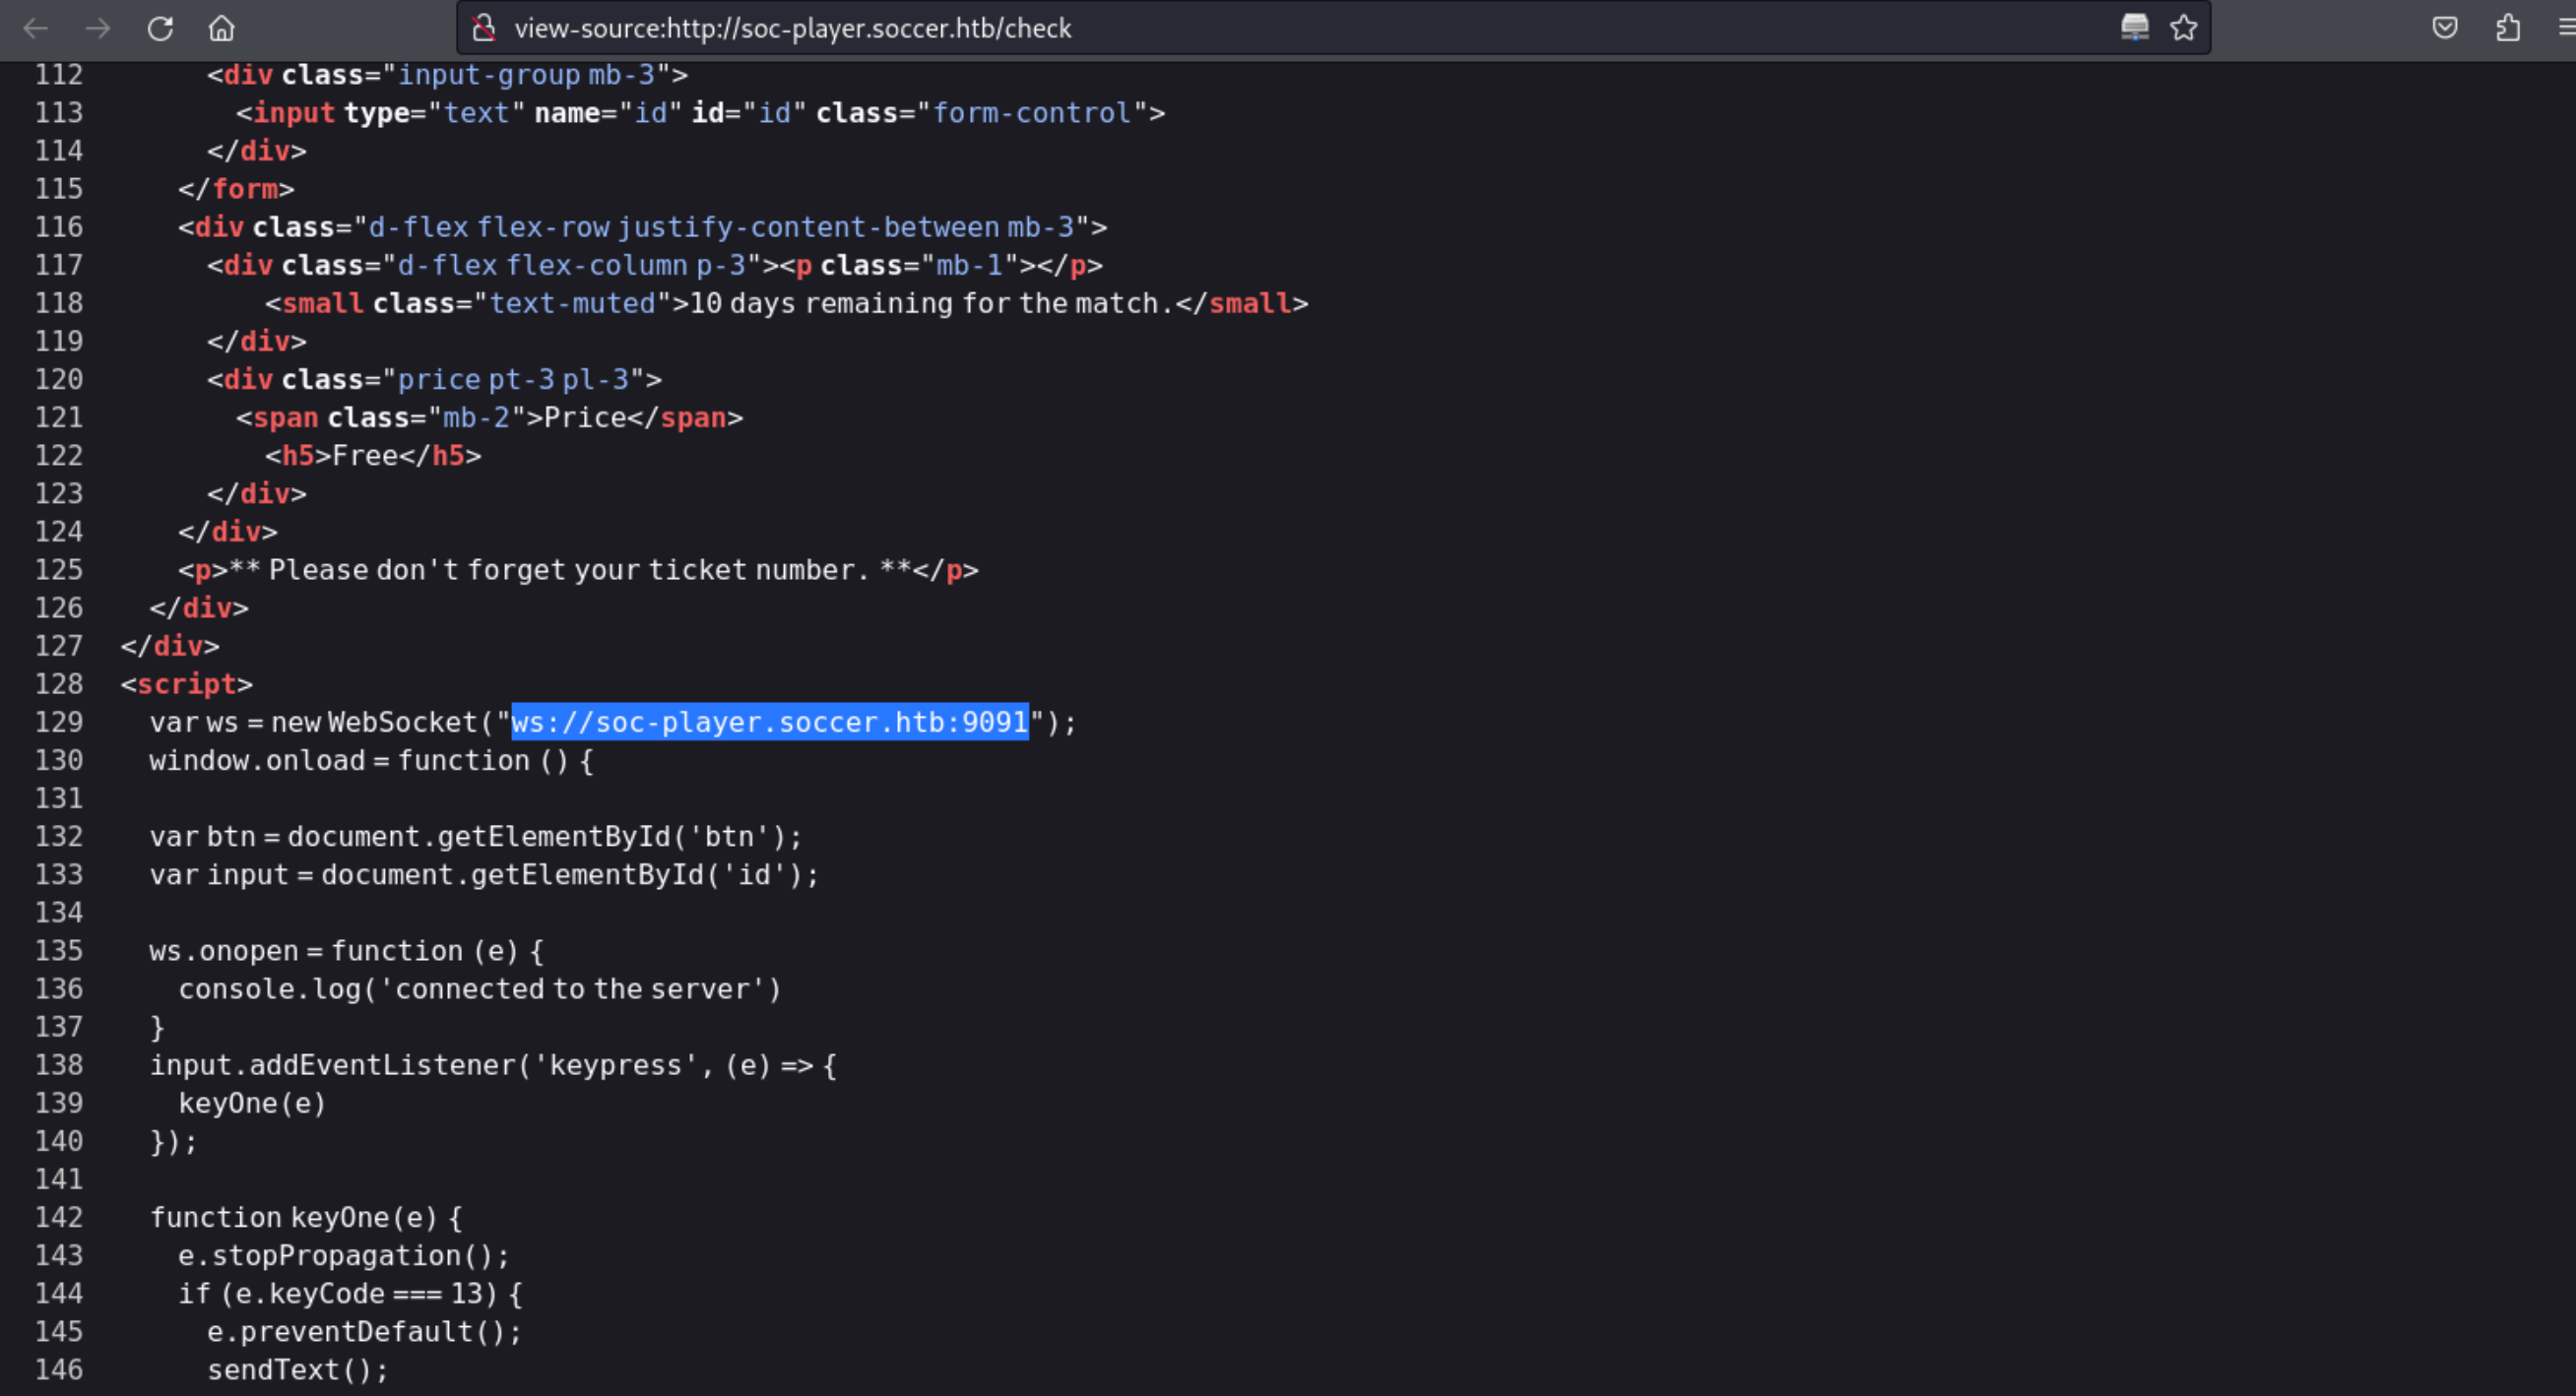 view-source:http://soc-player.soccer.htb/check
112 <div class="input-group mb-3">
113 <input type="text" name="id" id="id" class="form-control">
114 </div>
115 </form>
116 <div class="d-flex flex-row justify-content-between mb-3">
117 <div class="d-flex flex-column p-3"><p class="mb-1"></p>
118 <small class="text-muted">10 days remaining for the match.</small>
119 </div>
120 <div class="price pt-3 pl-3">
121 <span class="mb-2">Price</span>
122 <h5>Free</h5>
123 </div>
124 </div>
125 <p>** Please don't forget your ticket number. **</p>
126 </div>
127 </div>
128 <script>
129 var ws = new WebSocket("ws://soc-player.soccer.htb:9091");
130 window.onload = function () {
131
132 var btn = document.getElementById('btn');
133 var input = document.getElementById('id');
134
135 ws.onopen = function (e) {
136 console.log('connected to the server')
137 }
138 input.addEventListener('keypress', (e) => {
139 keyOne(e)
140 });
141
142 function keyOne(e) {
143 e.stopPropagation();
144 if (e.keyCode === 13) {
145 e.preventDefault();
146 sendText();